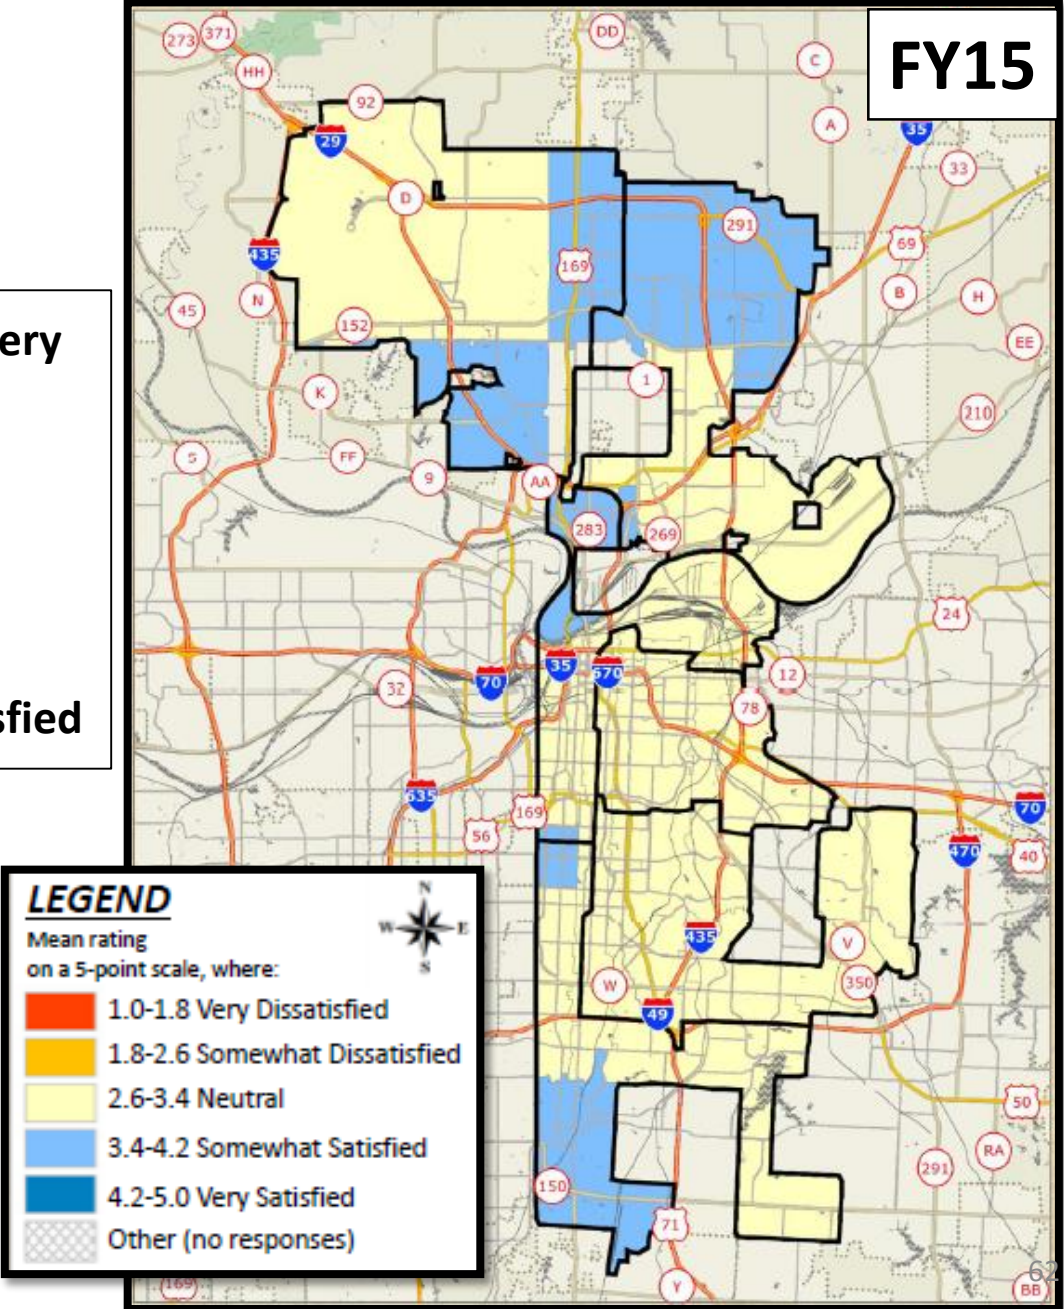 FY15
ery
sfied
273
371
HH
DD
C
92
A
29
35
33
D
291
435
169
69
N
B
H
45
152
EE
K
1
210
5
FF
9
AA
283
269
24
12
32
70
35
670
78
635
169
56
70
470
40
435
V
W
350
49
50
RA
150
291
71
169
Y
BB
62
LEGEND
N
W E
S
Mean rating
on a 5-point scale, where:
1.0-1.8 Very Dissatisfied
1.8-2.6 Somewhat Dissatisfied
2.6-3.4 Neutral
3.4-4.2 Somewhat Satisfied
4.2-5.0 Very Satisfied
Other (no responses)